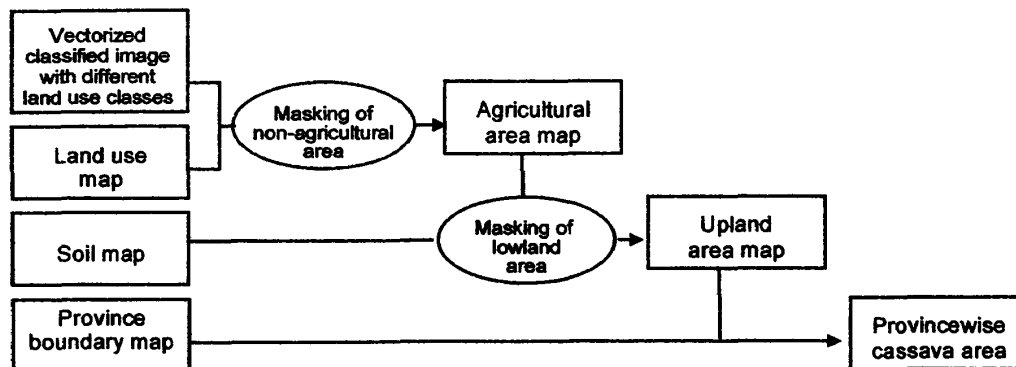 Vectorized
classified image
with different
land use classes
Masking of
non-agricultural
area
Agricultural
area map
Land use
map
Soil map
Masking of
lowland
area
Upland
area map
Province
boundary map
Provincewise
cassava area